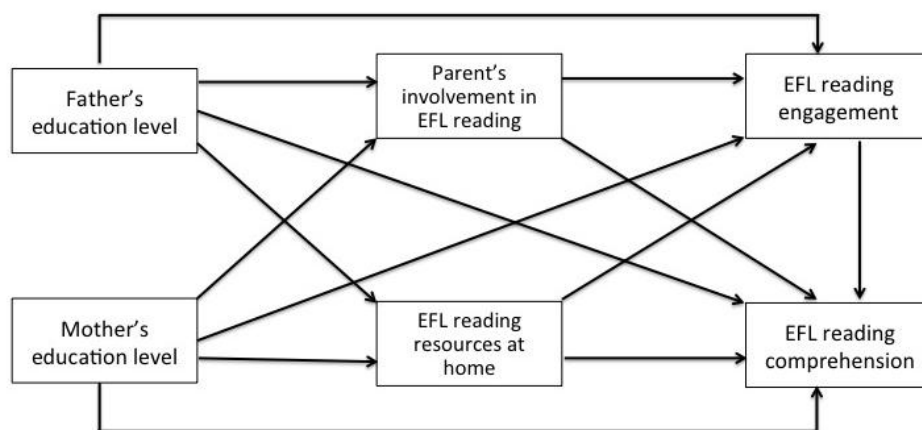 Father's
education level
Parent's
involvement in
EFL reading
EFL reading
engagement
Mother's
education level
EFL reading
resources at
home
EFL reading
comprehension